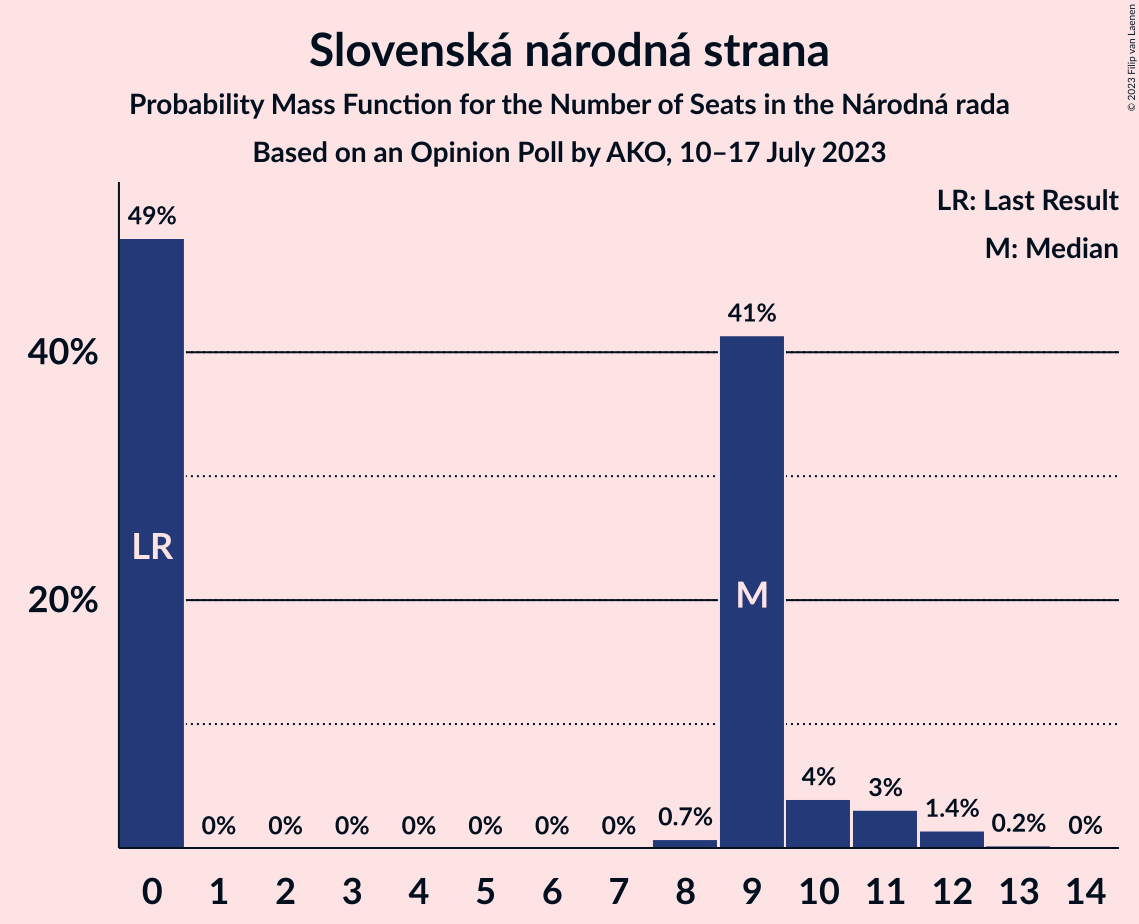 Slovenská národná strana
Probability Mass Function for the Number of Seats in the Národná rada
Based on an Opinion Poll by AKO, 10–17 July 2023
© 2023 Filip van Laenen
LR: Last Result
M: Median
49%
41%
40%
LR
M
20%
0% 0% 0% 0% 0% 0% 0% 0.7% 4% 3% 1.4% 0.2% 0%
0 1 2 3 4 5 6 7 8 9 10 11 12 13 14